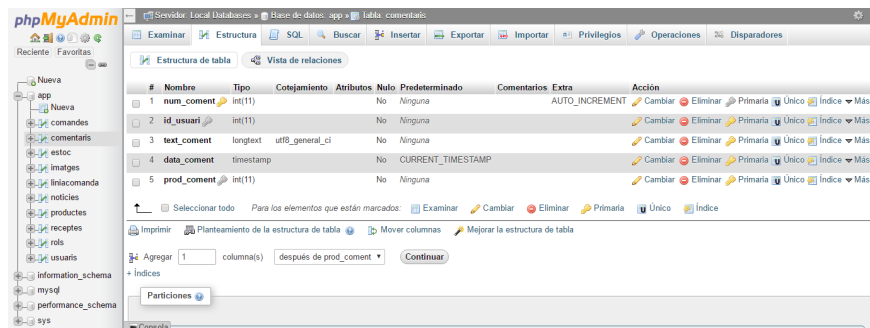 phpMyAdmin
Reciente Favoritas
Nueva
app
Nueva
comandes
comentaris
estoc
imatges
liniacomanda
noticies
productes
receptes
rols
usuaris
information_schema
mysql
performance_schema
sys
Servidor: Local Databases » Base de datos: app » Tabla: comentaris
Examinar Estructura SQL Buscar Insertar Exportar Importar Privilegios Operaciones Disparadores
Estructura de tabla Vista de relaciones
# Nombre Tipo Cotejamiento Atributos Nulo Predeterminado Comentarios Extra Acción
1 num_coment int(11) No Ninguna AUTO_INCREMENT Cambiar Eliminar Primaria Único Índice Más
2 id_usuari int(11) No Ninguna Cambiar Eliminar Primaria Único Índice Más
3 text_coment longtext utf8_general_ci No Ninguna Cambiar Eliminar Primaria Único Índice Más
4 data_coment timestamp No CURRENT_TIMESTAMP Cambiar Eliminar Primaria Único Índice Más
5 prod_coment int(11) No Ninguna Cambiar Eliminar Primaria Único Índice Más
Seleccionar todo Para los elementos que están marcados: Examinar Cambiar Eliminar Primaria Único Índice
Imprimir Planteamiento de la estructura de tabla Mover columnas Mejorar la estructura de tabla
Agregar 1 columna(s) después de prod_coment Continuar
+ Índices
Particiones
Consola